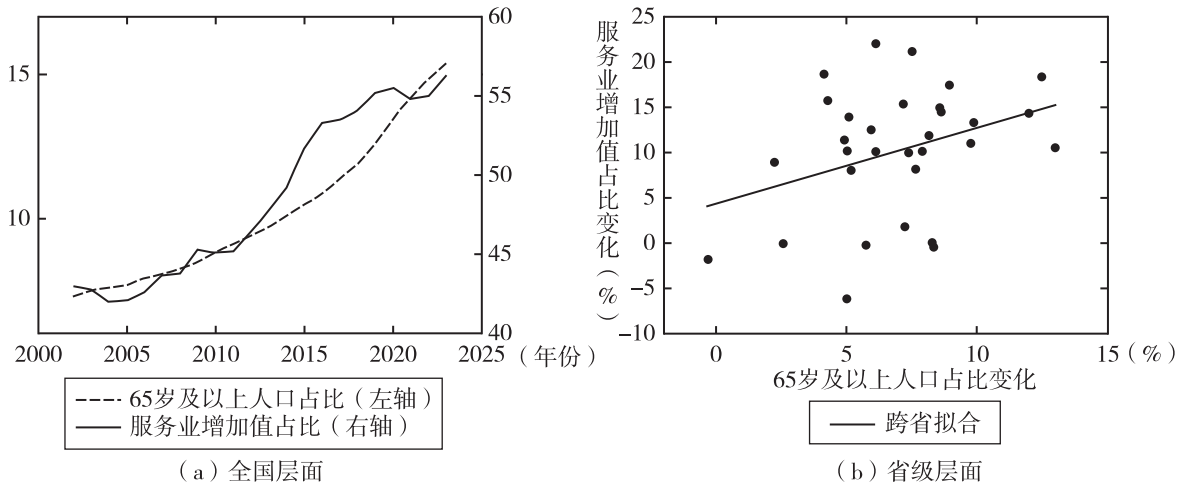 60
55
50
45
40
15
10
2000 2005 2010 2015 2020 2025（年份）
65岁及以上人口占比（左轴）
服务业增加值占比（右轴）
（a）全国层面
服务业增加值占比变化（%）
25
20
15
10
5
0
−5
−10
0 5 10 15（%）
65岁及以上人口占比变化
跨省拟合
（b）省级层面